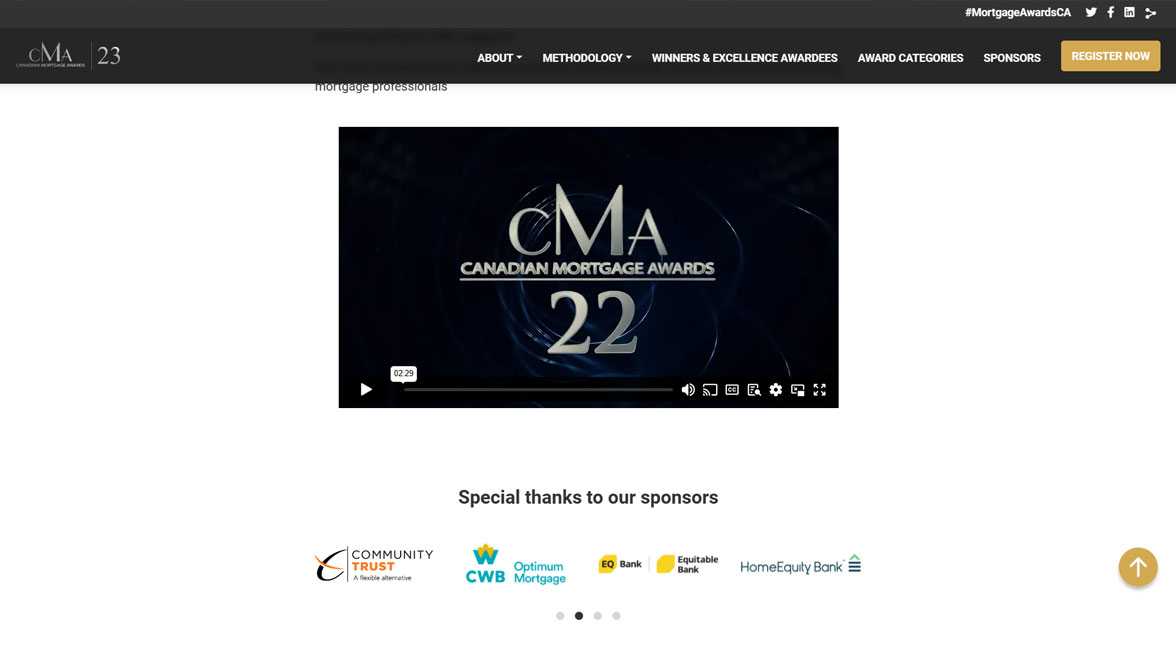 #MortgageAwardsCA
CMA
CANADIAN MORTGAGE AWARDS
23
ABOUT
METHODOLOGY
WINNERS & EXCELLENCE AWARDEES
AWARD CATEGORIES
SPONSORS
REGISTER NOW
mortgage professionals
CMA
CANADIAN MORTGAGE AWARDS
22
02:29
CC
Special thanks to our sponsors
COMMUNITY
TRUST
A flexible alternative
CWB
Optimum
Mortgage
EQ Bank
Equitable
Bank
HomeEquity Bank